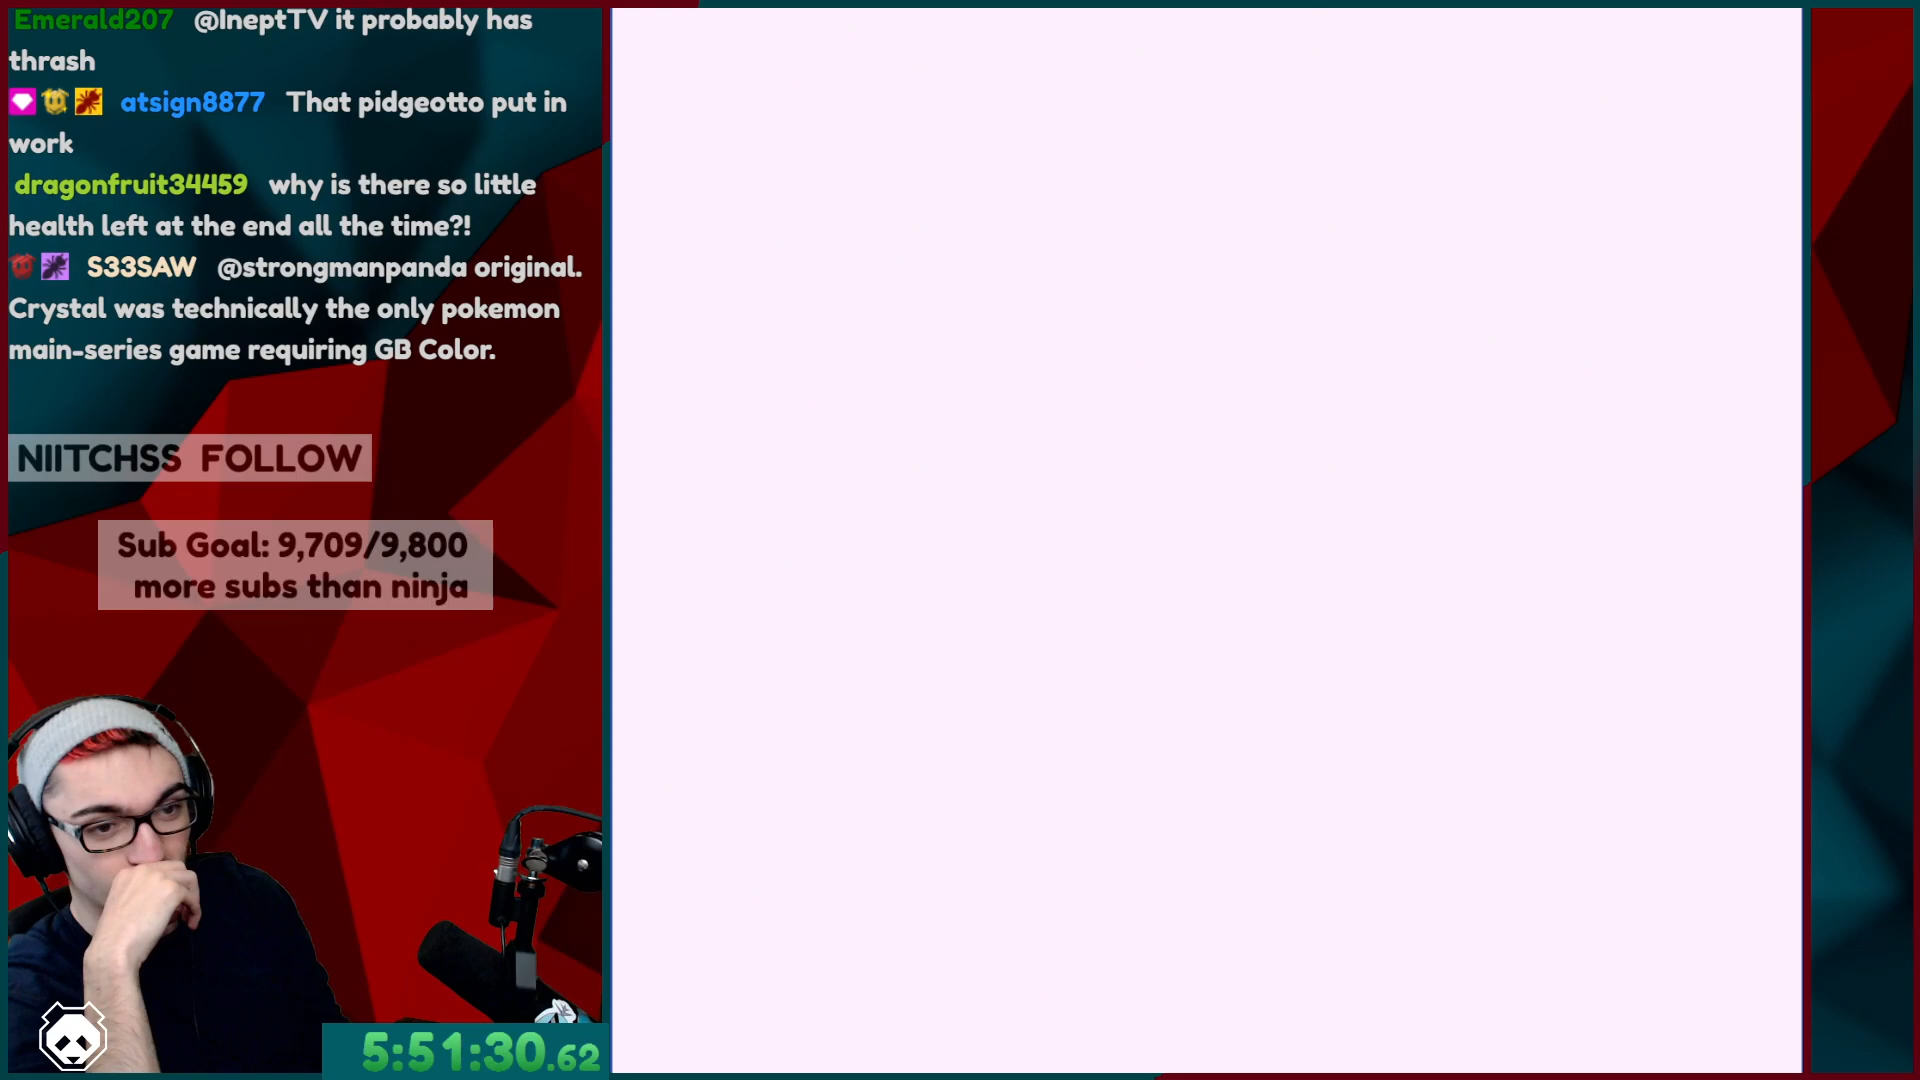 Emerald207 @IneptTV it probably has
thrash
atsign8877 That pidgeotto put in
work
dragonfruit34459 why is there so little
health left at the end all the time?!
S33SAW @strongmanpanda original.
Crystal was technically the only pokemon
main-series game requiring GB Color.
NIITCHSS FOLLOW
Sub Goal: 9,709/9,800
more subs than ninja
5:51:30.62